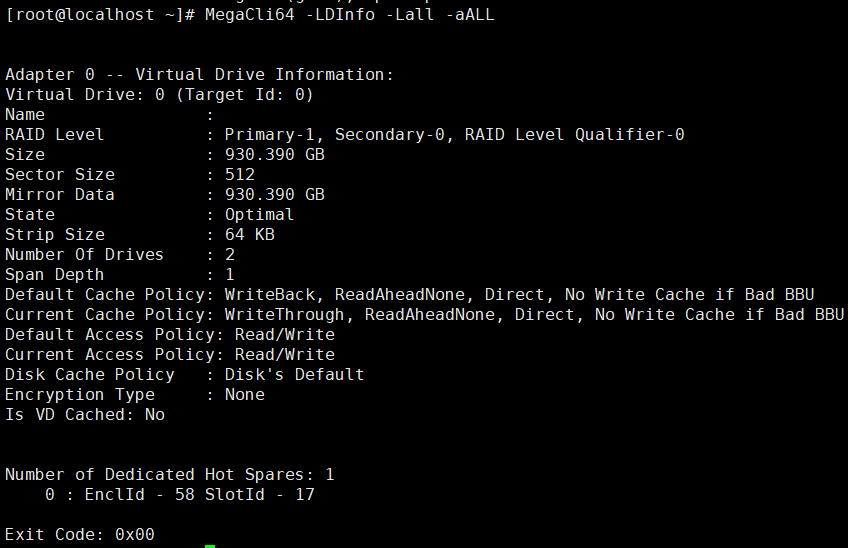 [root@localhost ~]# MegaCli64 -LDInfo -Lall -aALL
Adapter 0 -- Virtual Drive Information:
Virtual Drive: 0 (Target Id: 0)
Name                :
RAID Level          : Primary-1, Secondary-0, RAID Level Qualifier-0
Size                : 930.390 GB
Sector Size         : 512
Mirror Data         : 930.390 GB
State               : Optimal
Strip Size          : 64 KB
Number Of Drives    : 2
Span Depth          : 1
Default Cache Policy: WriteBack, ReadAheadNone, Direct, No Write Cache if Bad BBU
Current Cache Policy: WriteThrough, ReadAheadNone, Direct, No Write Cache if Bad BBU
Default Access Policy: Read/Write
Current Access Policy: Read/Write
Disk Cache Policy   : Disk's Default
Encryption Type     : None
Is VD Cached: No
Number of Dedicated Hot Spares: 1
    0 : EnclId - 58 SlotId - 17
Exit Code: 0x00